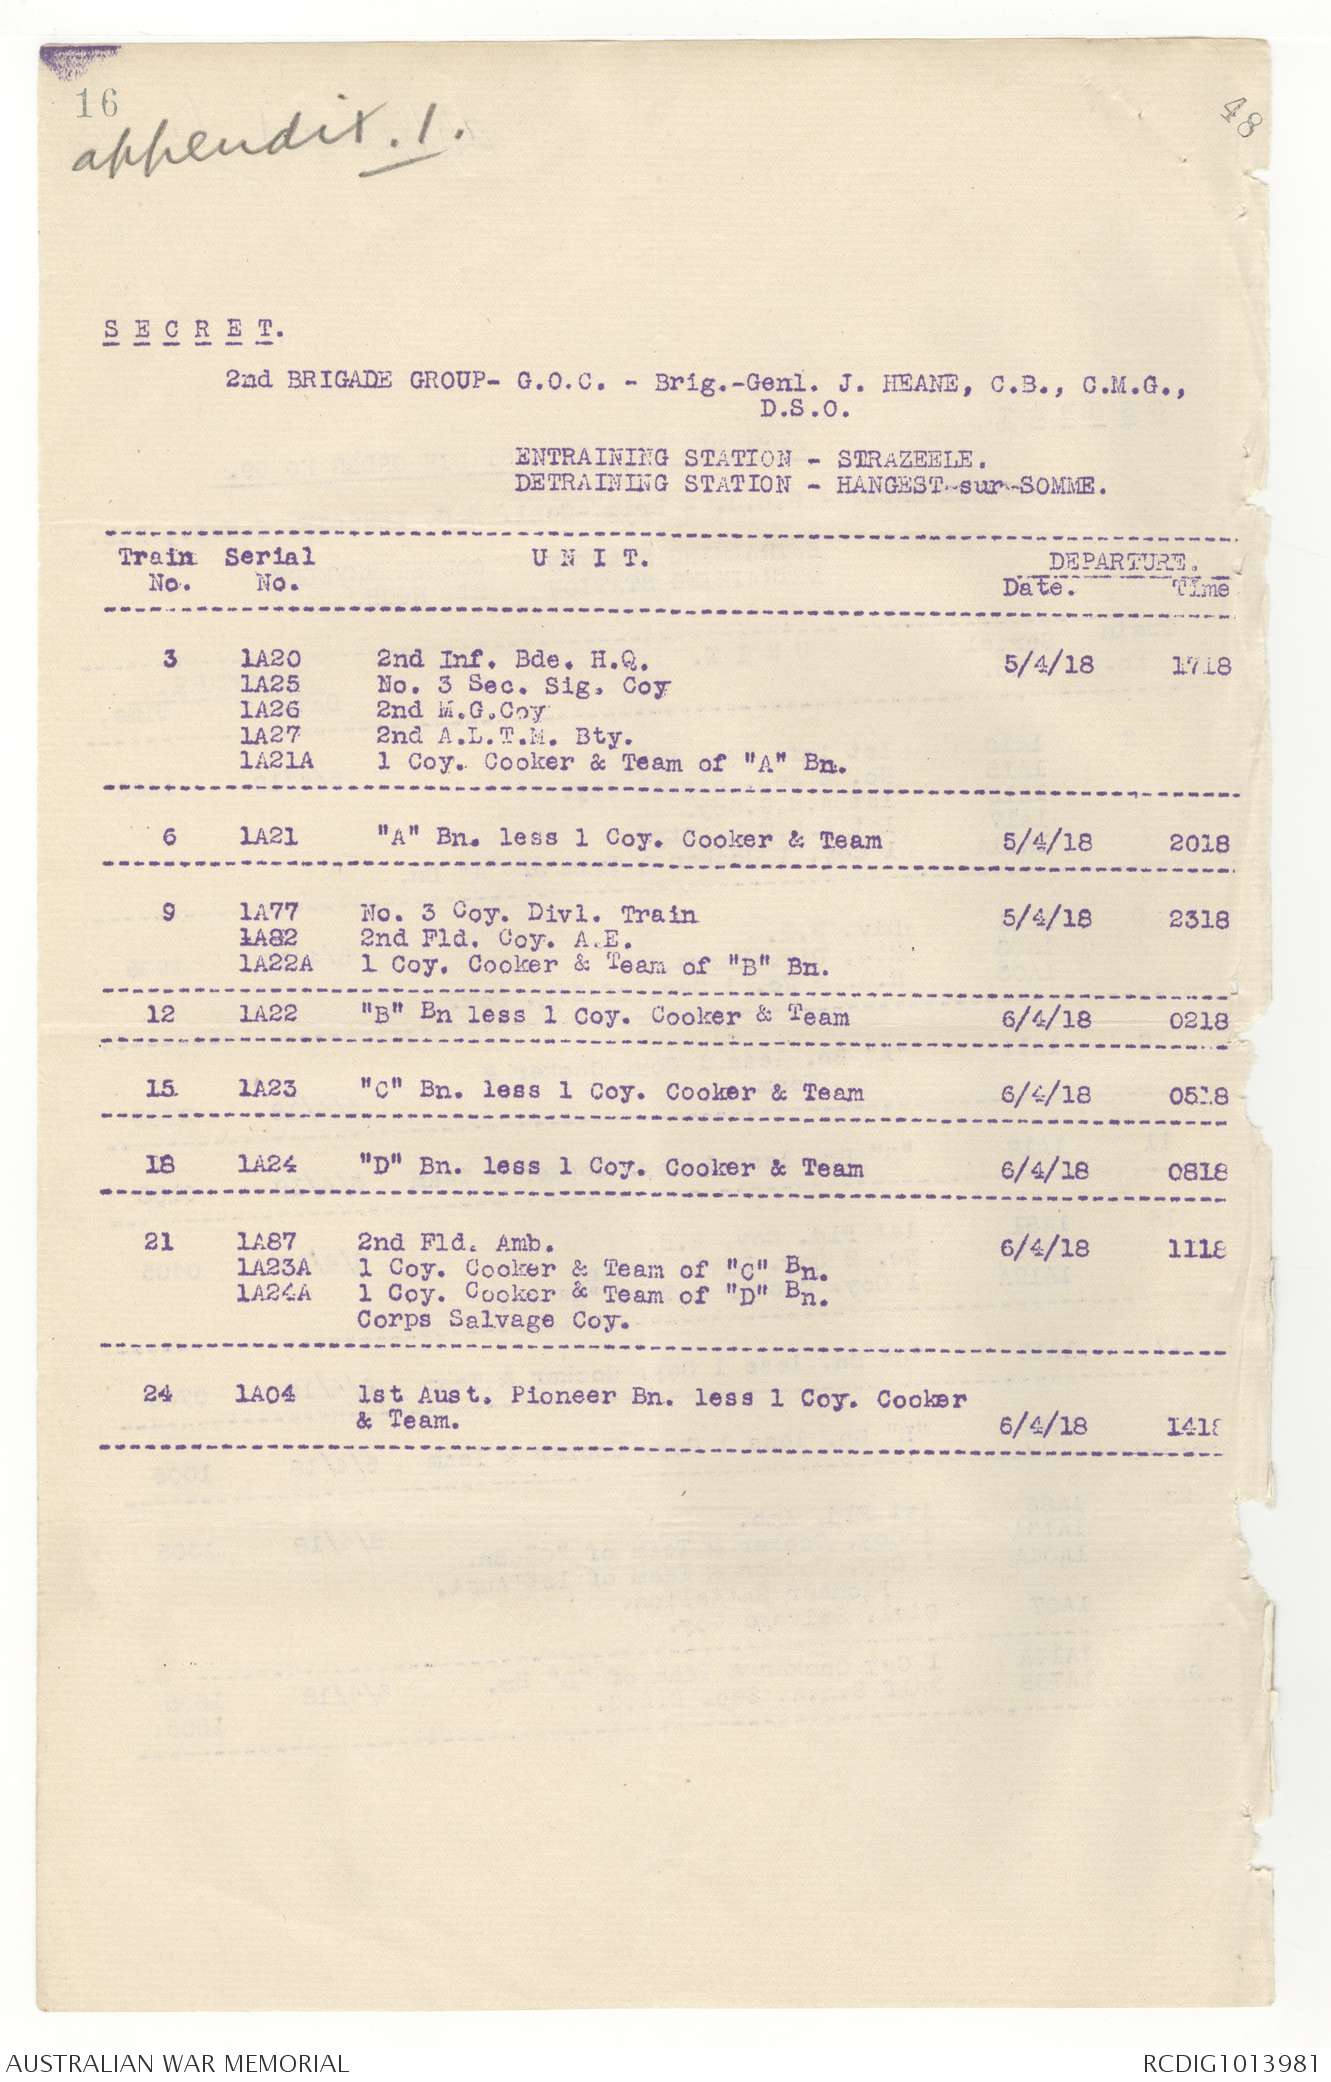 16
48
appendix.1.
S E C R E T.
2nd BRIGADE GROUP- G.O.C. - Brig.-Genl. J. HEANE, C.B., C.M.G.,
D.S.O.
ENTRAINING STATION - STRAZEELE.
DETRAINING STATION - HANGEST-sur-SOMME.
Train Serial U N I T. DEPARTURE.
No. No. Date. Time
3 1A20 2nd Inf. Bde. H.Q. 5/4/18 1718
1A25 No. 3 Sec. Sig. Coy
1A26 2nd M.G.Coy
1A27 2nd A.L.T.M. Bty.
1A21A 1 Coy. Cooker & Team of "A" Bn.
6 1A21 "A" Bn. less 1 Coy. Cooker & Team 5/4/18 2018
9 1A77 No. 3 Coy. Divl. Train 5/4/18 2318
1A82 2nd Fld. Coy. A.E.
1A22A 1 Coy. Cooker & Team of "B" Bn.
12 1A22 "B" Bn less 1 Coy. Cooker & Team 6/4/18 0218
15 1A23 "C" Bn. less 1 Coy. Cooker & Team 6/4/18 0518
18 1A24 "D" Bn. less 1 Coy. Cooker & Team 6/4/18 0818
21 1A87 2nd Fld. Amb. 6/4/18 1118
1A23A 1 Coy. Cooker & Team of "C" Bn.
1A24A 1 Coy. Cooker & Team of "D" Bn.
Corps Salvage Coy.
24 1A04 1st Aust. Pioneer Bn. less 1 Coy. Cooker
& Team. 6/4/18 1418
AUSTRALIAN WAR MEMORIAL RCDIG1013981